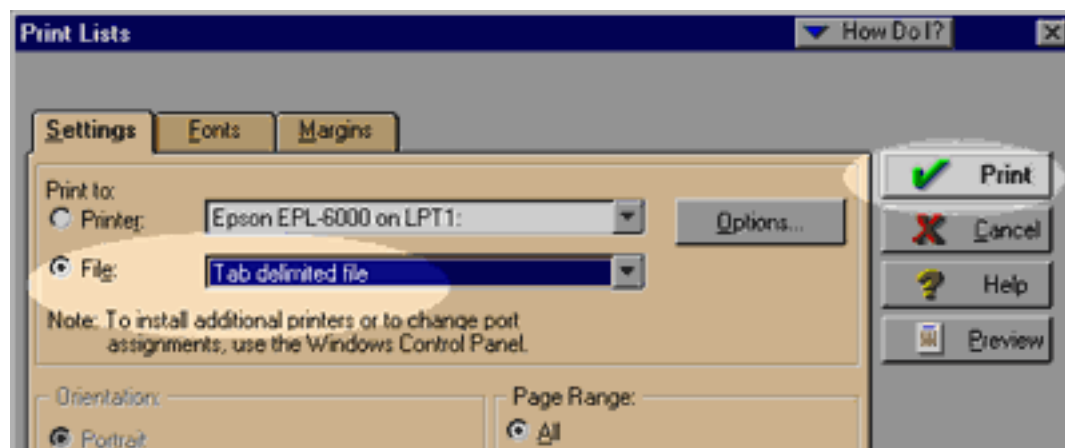 Print Lists
How Do I?
Settings
Fonts
Margins
Print to:
Printer:
Epson EPL-6000 on LPT1:
Options...
File:
Tab delimited file
Note: To install additional printers or to change port
assignments, use the Windows Control Panel.
Print
Cancel
Help
Preview
Orientation:
Portrait
Page Range:
All